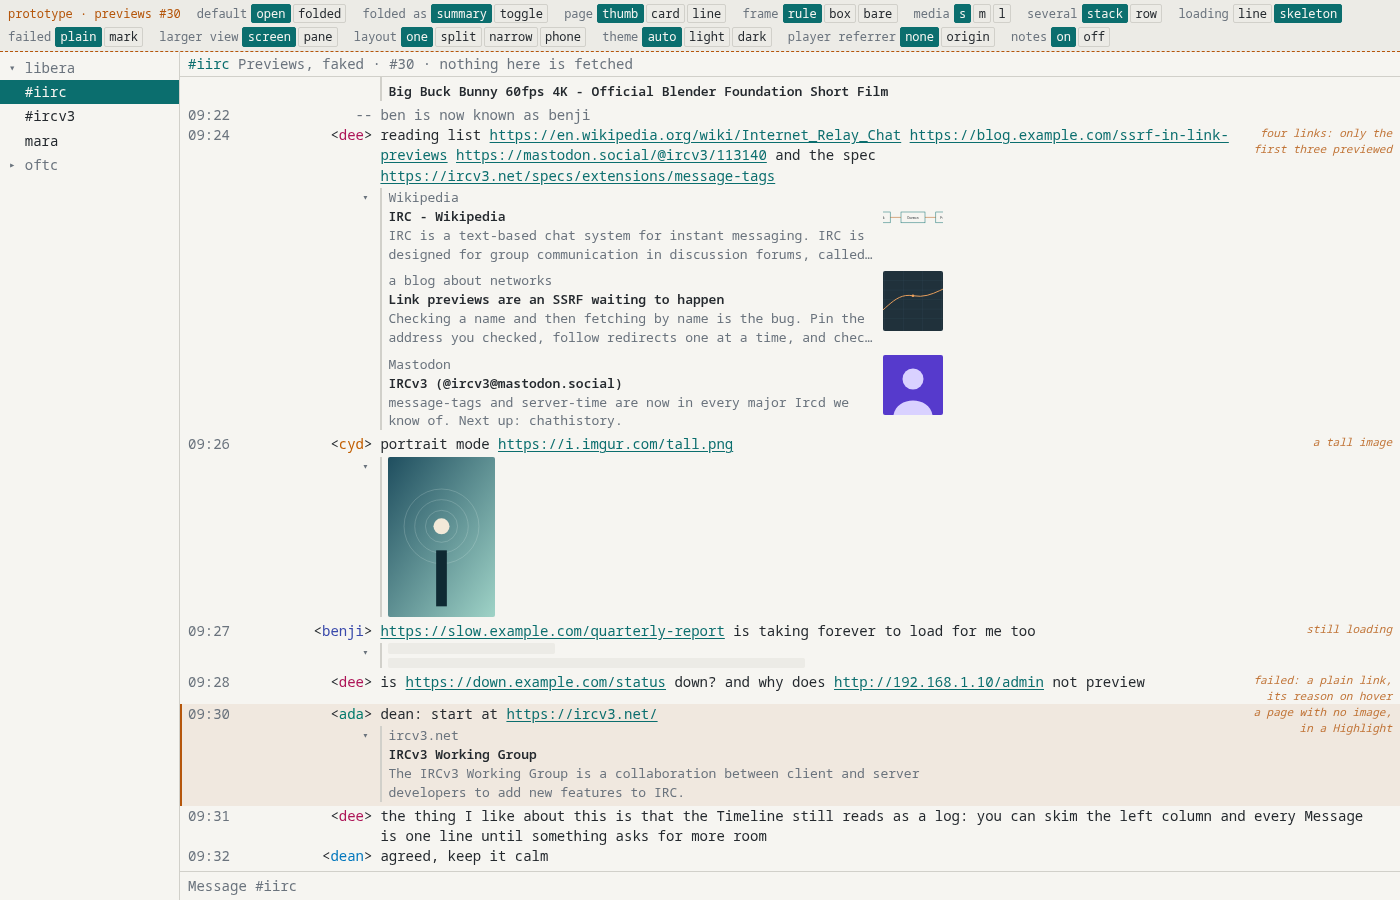 prototype · previews #30 default open folded folded as summary toggle page thumb card line frame rule box bare media s m l several stack row loading line skeleton
failed plain mark larger view screen pane layout one split narrow phone theme auto light dark player referrer none origin notes on off
▾ libera
#iirc
#ircv3
mara
▸ oftc
#iirc Previews, faked · #30 · nothing here is fetched
Big Buck Bunny 60fps 4K - Official Blender Foundation Short Film
09:22 -- ben is now known as benji
09:24 <dee> reading list https://en.wikipedia.org/wiki/Internet_Relay_Chat https://blog.example.com/ssrf-in-link-
previews https://mastodon.social/@ircv3/113140 and the spec
https://ircv3.net/specs/extensions/message-tags
four links: only the
first three previewed
▾ Wikipedia
IRC - Wikipedia
IRC is a text-based chat system for instant messaging. IRC is
designed for group communication in discussion forums, called…
a blog about networks
Link previews are an SSRF waiting to happen
Checking a name and then fetching by name is the bug. Pin the
address you checked, follow redirects one at a time, and chec…
Mastodon
IRCv3 (@ircv3@mastodon.social)
message-tags and server-time are now in every major Ircd we
know of. Next up: chathistory.
09:26 <cyd> portrait mode https://i.imgur.com/tall.png
a tall image
▾
09:27 <benji> https://slow.example.com/quarterly-report is taking forever to load for me too
still loading
▾
09:28 <dee> is https://down.example.com/status down? and why does http://192.168.1.10/admin not preview
failed: a plain link,
its reason on hover
09:30 <ada> dean: start at https://ircv3.net/
a page with no image,
in a Highlight
▾ ircv3.net
IRCv3 Working Group
The IRCv3 Working Group is a collaboration between client and server
developers to add new features to IRC.
09:31 <dee> the thing I like about this is that the Timeline still reads as a log: you can skim the left column and every Message
is one line until something asks for more room
09:32 <dean> agreed, keep it calm
Message #iirc